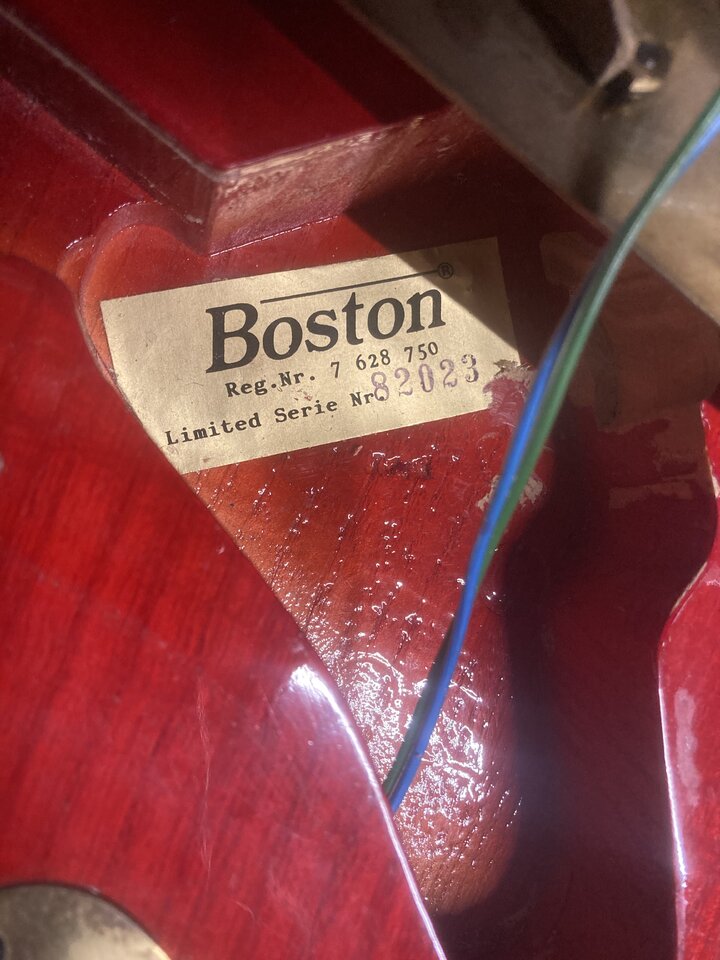 Boston®
Reg.Nr. 7 628 750
Limited Serie Nr. 82023